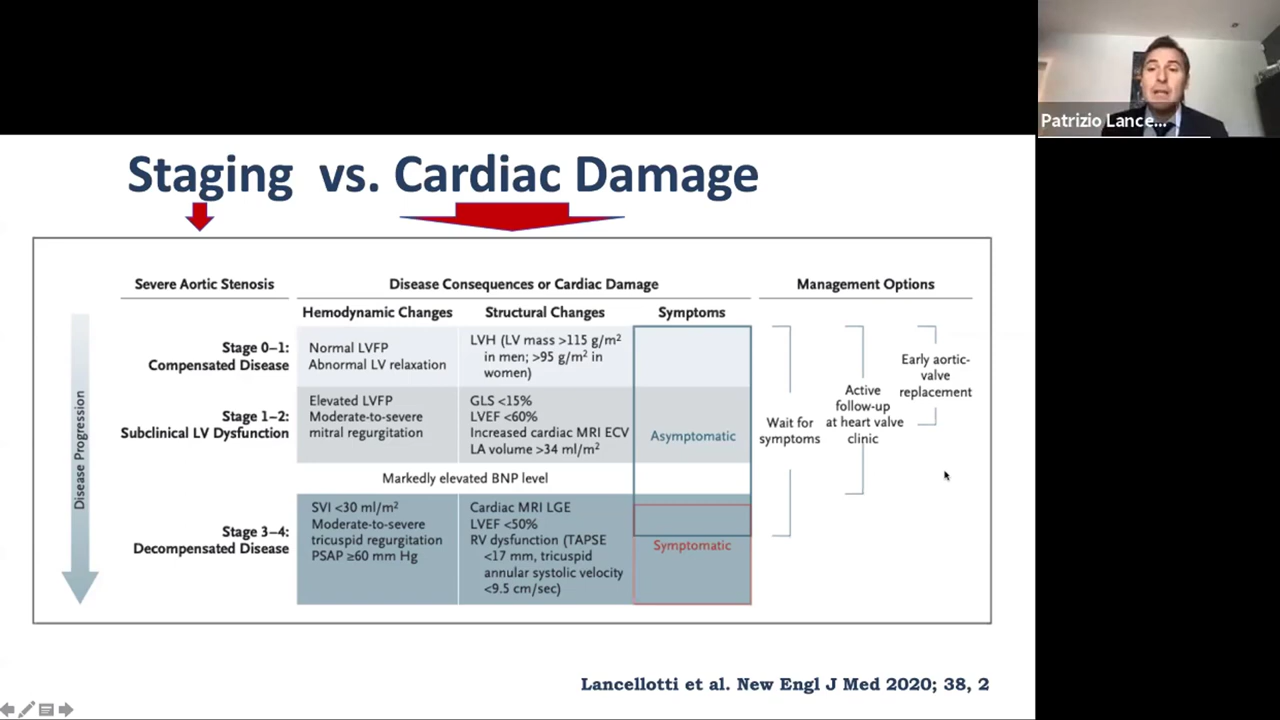 Patrizio Lance...
Staging vs. Cardiac Damage
Severe Aortic Stenosis
Disease Consequences or Cardiac Damage
Management Options
Hemodynamic Changes
Structural Changes
Symptoms
Disease Progression
Stage 0–1:
Compensated Disease
Normal LVFP
Abnormal LV relaxation
LVH (LV mass >115 g/m²
in men; >95 g/m² in
women)
Stage 1–2:
Subclinical LV Dysfunction
Elevated LVFP
Moderate-to-severe
mitral regurgitation
GLS <15%
LVEF <60%
Increased cardiac MRI ECV
LA volume >34 ml/m²
Asymptomatic
Markedly elevated BNP level
Stage 3–4:
Decompensated Disease
SVI <30 ml/m²
Moderate-to-severe
tricuspid regurgitation
PSAP ≥60 mm Hg
Cardiac MRI LGE
LVEF <50%
RV dysfunction (TAPSE
<17 mm, tricuspid
annular systolic velocity
<9.5 cm/sec)
Symptomatic
Wait for
symptoms
Active
follow-up
at heart valve
clinic
Early aortic-
valve
replacement
Lancellotti et al. New Engl J Med 2020; 38, 2